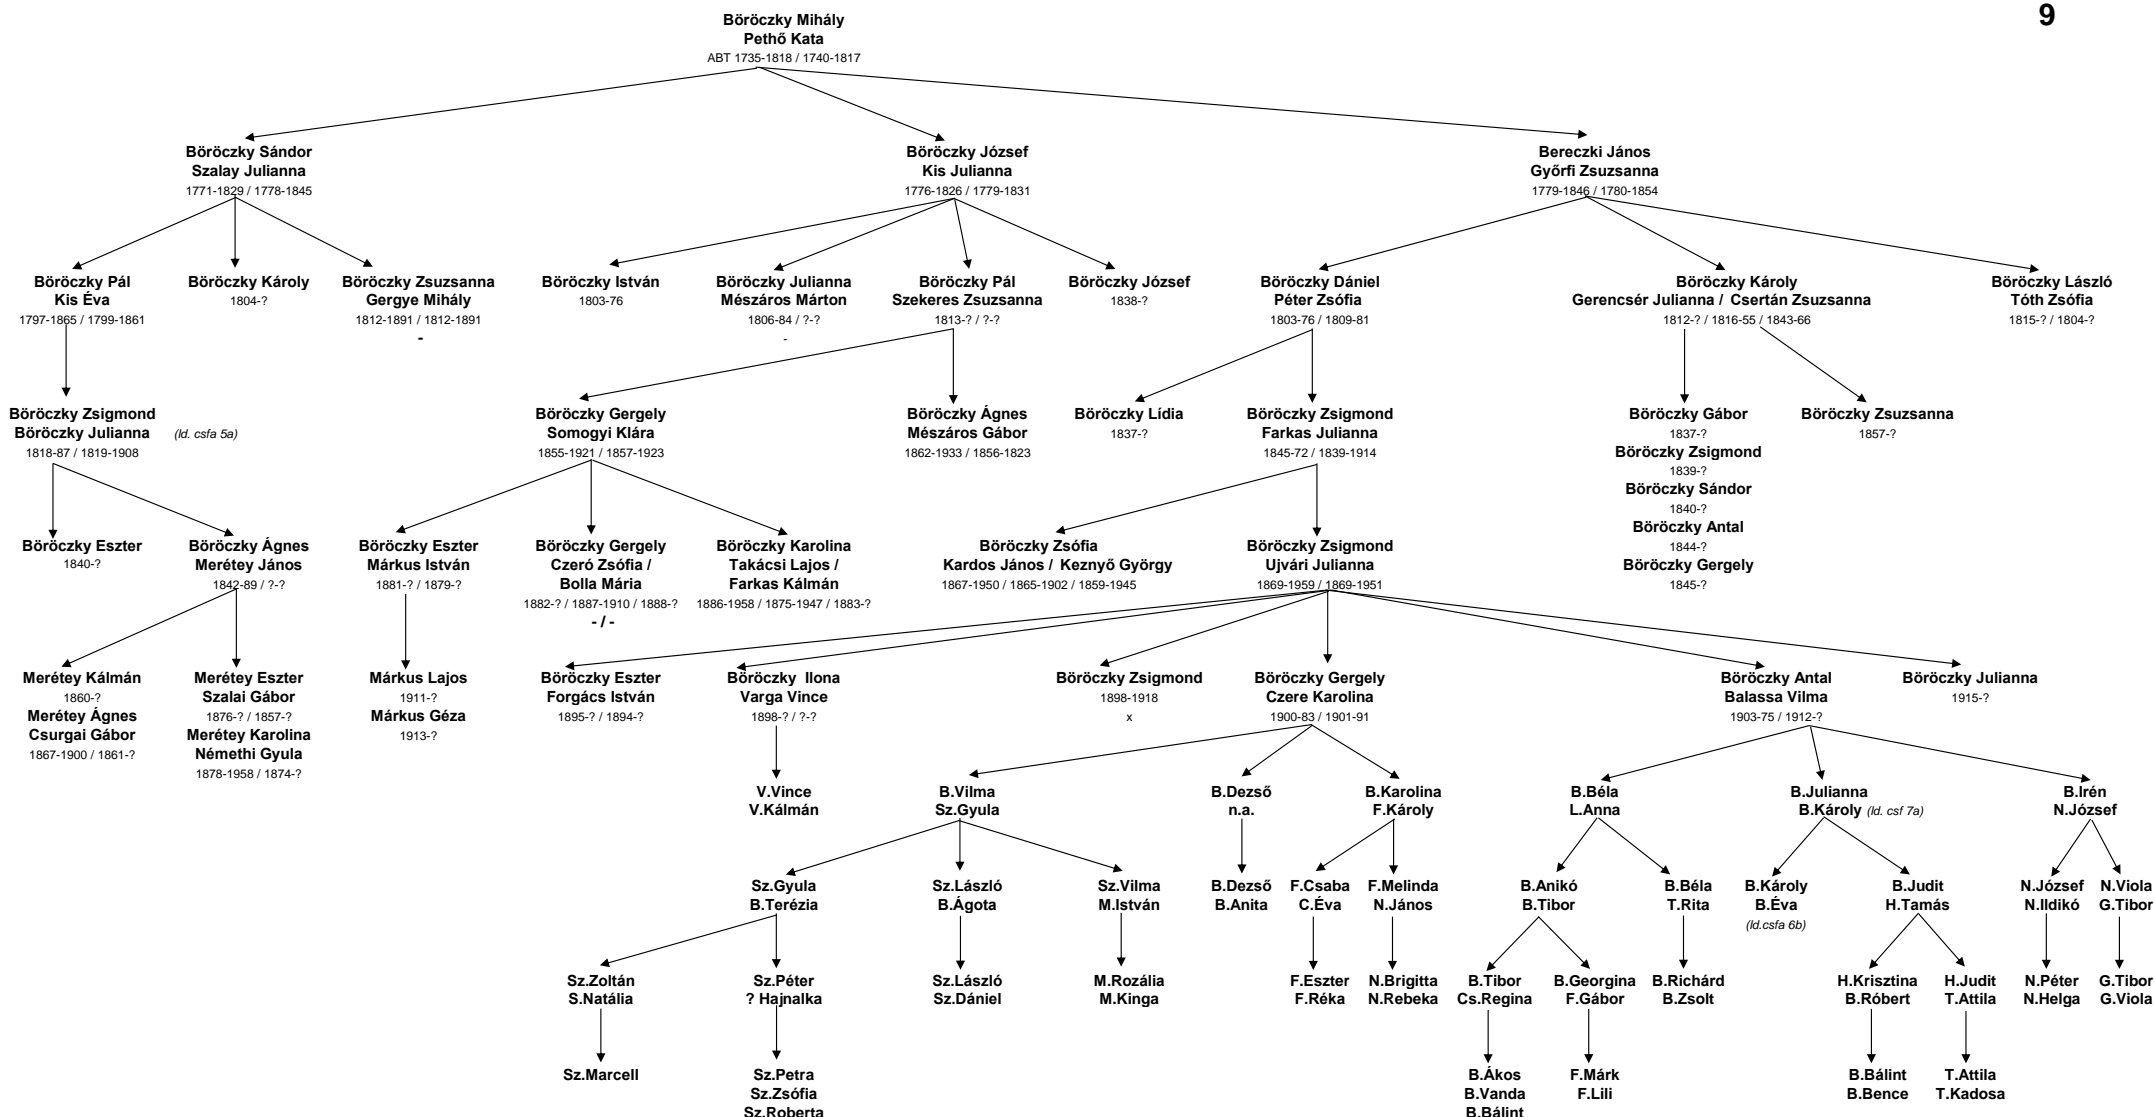 9
Böröczky Mihály
Pethő Kata
ABT 1735-1818 / 1740-1817
Böröczky Sándor
Szalay Julianna
1771-1829 / 1778-1845
Böröczky József
Kis Julianna
1776-1826 / 1779-1831
Bereczki János
Győrfi Zsuzsanna
1779-1846 / 1780-1854
Böröczky Pál
Kis Éva
1797-1865 / 1799-1861
Böröczky Károly
1804-?
Böröczky Zsuzsanna
Gergye Mihály
1812-1891 / 1812-1891
-
Böröczky István
1803-76
Böröczky Julianna
Mészáros Márton
1806-84 / ?-?
-
Böröczky Pál
Szekeres Zsuzsanna
1813-? / ?-?
Böröczky József
1838-?
Böröczky Dániel
Péter Zsófia
1803-76 / 1809-81
Böröczky Károly
Gerencsér Julianna / Csertán Zsuzsanna
1812-? / 1816-55 / 1843-66
Böröczky László
Tóth Zsófia
1815-? / 1804-?
Böröczky Zsigmond
Böröczky Julianna (ld. csfa 5a)
1818-87 / 1819-1908
Böröczky Gergely
Somogyi Klára
1855-1921 / 1857-1923
Böröczky Ágnes
Mészáros Gábor
1862-1933 / 1856-1823
Böröczky Lídia
1837-?
Böröczky Zsigmond
Farkas Julianna
1845-72 / 1839-1914
Böröczky Gábor
1837-?
Böröczky Zsigmond
1839-?
Böröczky Sándor
1840-?
Böröczky Antal
1844-?
Böröczky Gergely
1845-?
Böröczky Zsuzsanna
1857-?
Böröczky Eszter
1840-?
Böröczky Ágnes
Merétey János
1842-89 / ?-?
Böröczky Eszter
Márkus István
1881-? / 1879-?
Böröczky Gergely
Czeró Zsófia /
Bolla Mária
1882-? / 1887-1910 / 1888-?
- / -
Böröczky Karolina
Takácsi Lajos /
Farkas Kálmán
1886-1958 / 1875-1947 / 1883-?
Böröczky Zsófia
Kardos János / Keznyő György
1867-1950 / 1865-1902 / 1859-1945
Böröczky Zsigmond
Ujvári Julianna
1869-1959 / 1869-1951
Merétey Kálmán
1860-?
Merétey Ágnes
Csurgai Gábor
1867-1900 / 1861-?
Merétey Eszter
Szalai Gábor
1876-? / 1857-?
Merétey Karolina
Némethi Gyula
1878-1958 / 1874-?
Márkus Lajos
1911-?
Márkus Géza
1913-?
Böröczky Eszter
Forgács István
1895-? / 1894-?
Böröczky Ilona
Varga Vince
1898-? / ?-?
Böröczky Zsigmond
1898-1918
x
Böröczky Gergely
Czere Karolina
1900-83 / 1901-91
Böröczky Antal
Balassa Vilma
1903-75 / 1912-?
Böröczky Julianna
1915-?
V.Vince
V.Kálmán
B.Vilma
Sz.Gyula
B.Dezső
n.a.
B.Karolina
F.Károly
B.Béla
L.Anna
B.Julianna
B.Károly (ld. csf 7a)
B.Irén
N.József
Sz.Gyula
B.Terézia
Sz.László
B.Ágota
Sz.Vilma
M.István
B.Dezső
B.Anita
F.Csaba
C.Éva
F.Melinda
N.János
B.Anikó
B.Tibor
B.Béla
T.Rita
B.Károly
B.Éva
(ld.csfa 6b)
B.Judit
H.Tamás
N.József
N.Ildikó
N.Viola
G.Tibor
Sz.Zoltán
S.Natália
Sz.Péter
? Hajnalka
Sz.László
Sz.Dániel
M.Rozália
M.Kinga
F.Eszter
F.Réka
N.Brigitta
N.Rebeka
B.Tibor
Cs.Regina
B.Georgina
F.Gábor
B.Richárd
B.Zsolt
H.Krisztina
B.Róbert
H.Judit
T.Attila
N.Péter
N.Helga
G.Tibor
G.Viola
Sz.Marcell
Sz.Petra
Sz.Zsófia
Sz.Roberta
B.Ákos
B.Vanda
B.Bálint
F.Márk
F.Lili
B.Bálint
B.Bence
T.Attila
T.Kadosa